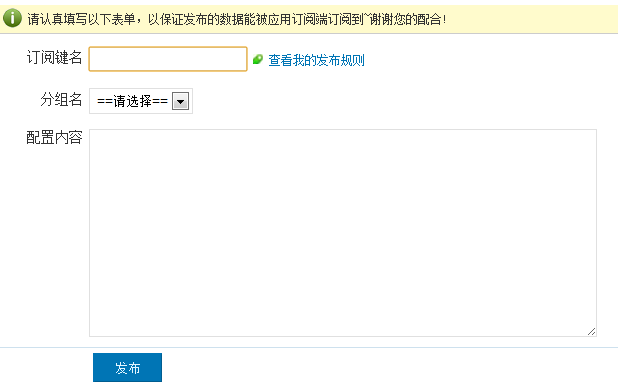 请认真填写以下表单，以保证发布的数据能被应用订阅端订阅到~谢谢您的配合!
订阅键名 查看我的发布规则
分组名 ==请选择==
配置内容
发布